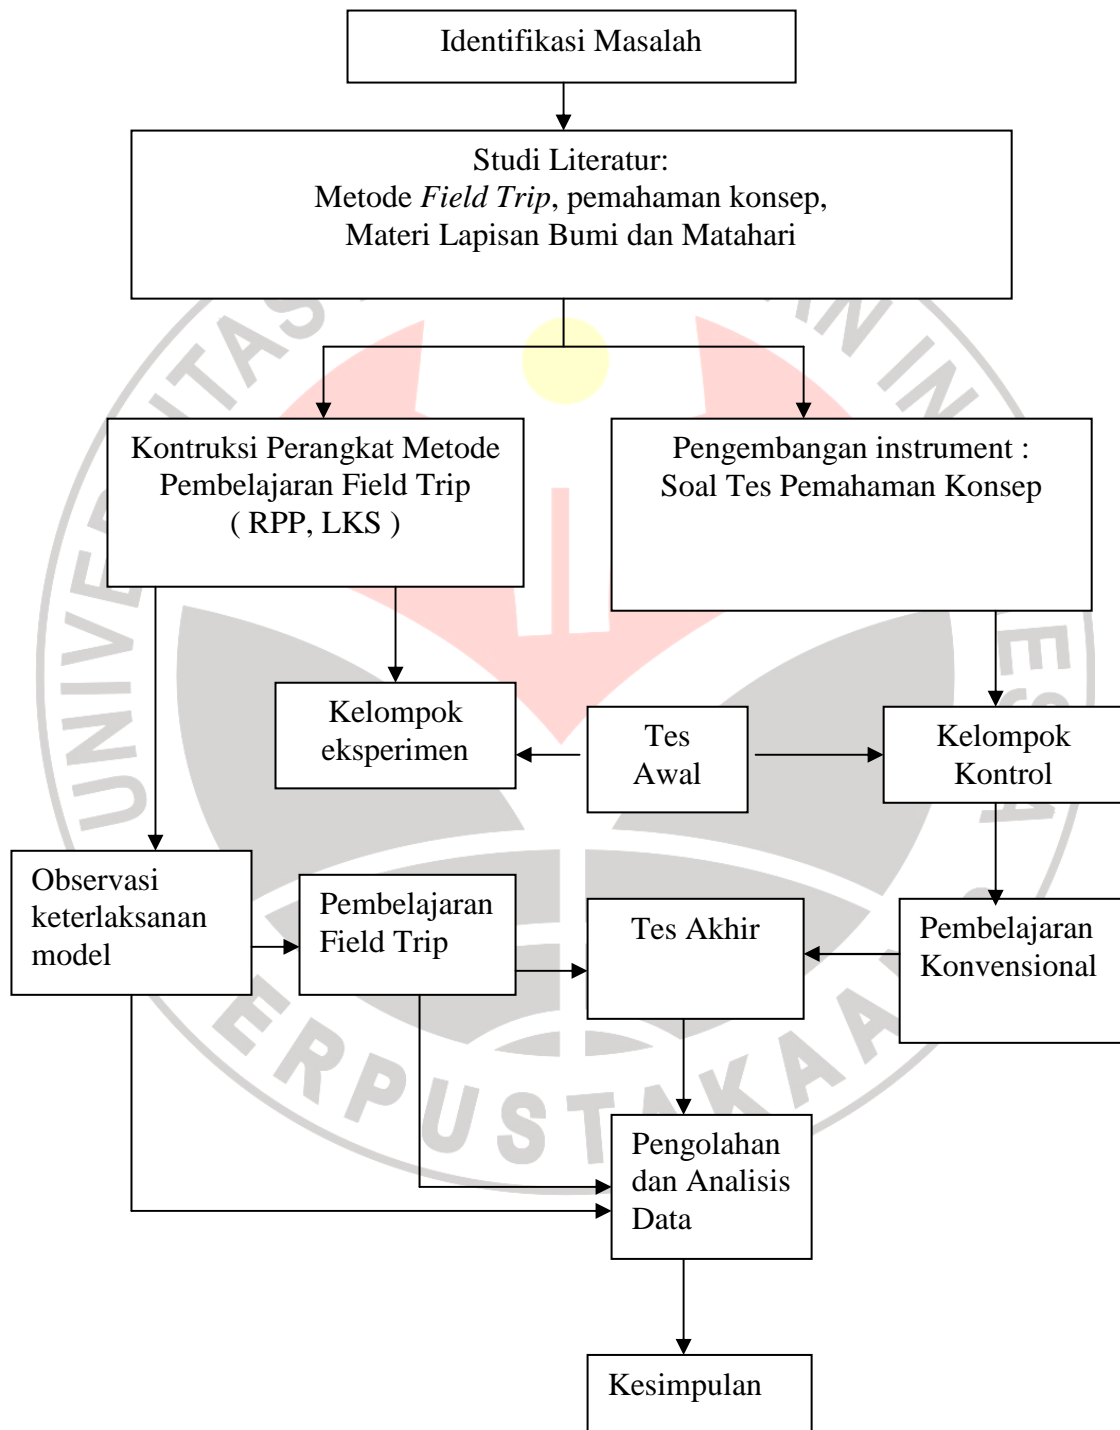 Identifikasi Masalah
Studi Literatur:
Metode Field Trip, pemahaman konsep,
Materi Lapisan Bumi dan Matahari
Kontruksi Perangkat Metode
Pembelajaran Field Trip
( RPP, LKS )
Pengembangan instrument :
Soal Tes Pemahaman Konsep
Kelompok
eksperimen
Tes
Awal
Kelompok
Kontrol
Observasi
keterlaksanan
model
Pembelajaran
Field Trip
Tes Akhir
Pembelajaran
Konvensional
Pengolahan
dan Analisis
Data
Kesimpulan